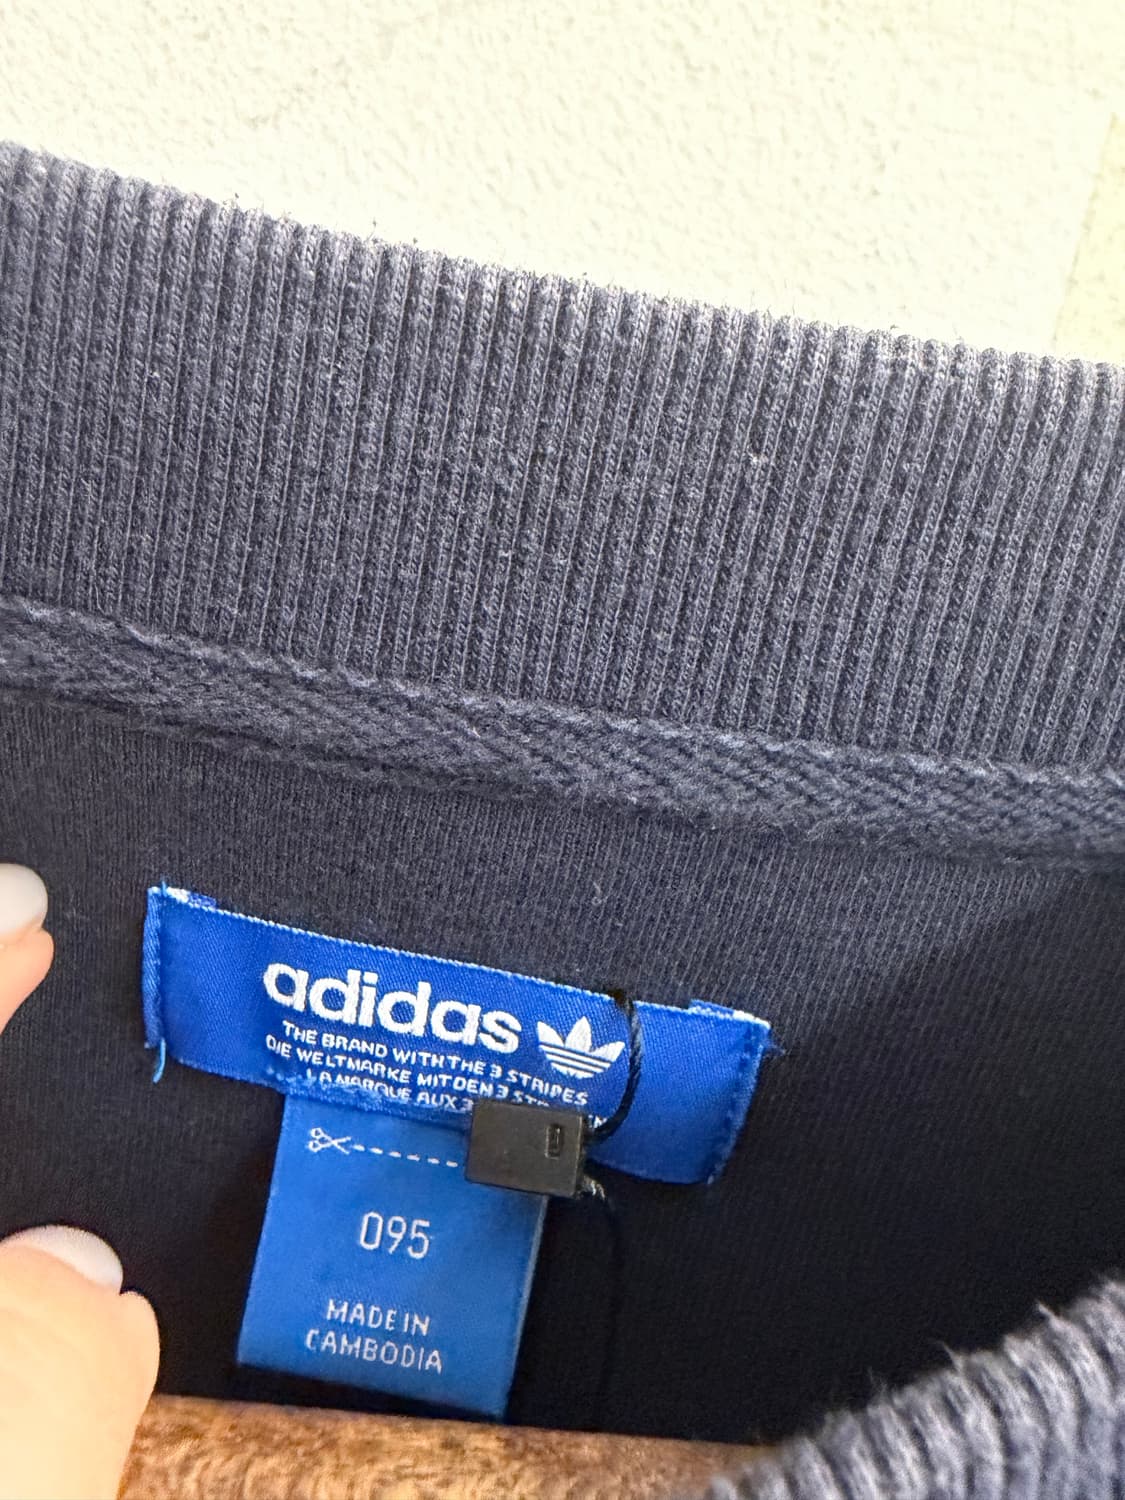 adidas
THE BRAND WITH THE 3 STRIPES
DIE WELTMARKE MIT DEN 3
LA MARQUE AUX 3
095
MADE IN
CAMBODIA